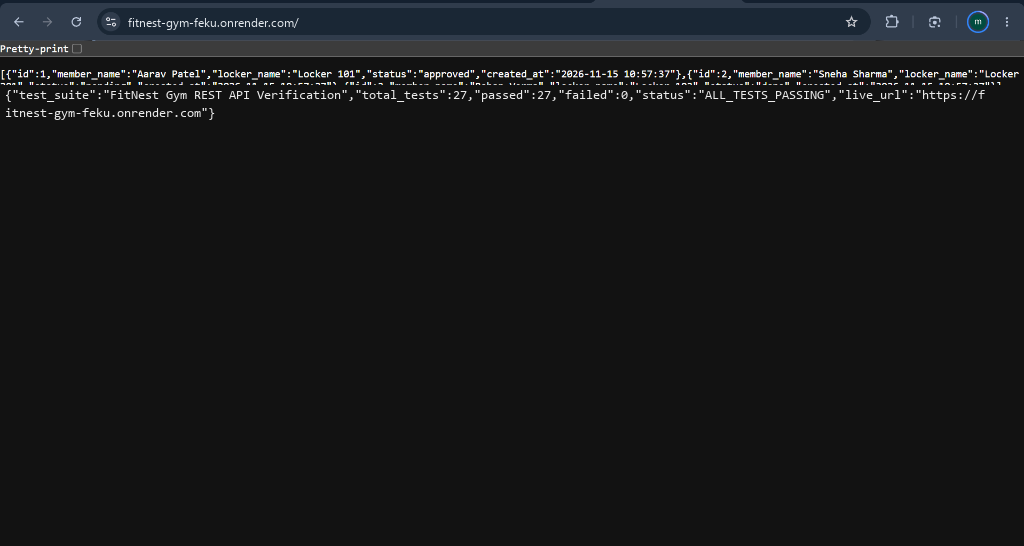 fitnest-gym-feku.onrender.com/
m
Pretty-print
[{"id":1,"member_name":"Aarav Patel","locker_name":"Locker 101","status":"approved","created_at":"2026-11-15 10:57:37"},{"id":2,"member_name":"Sneha Sharma","locker_name":"Locker
{"test_suite":"FitNest Gym REST API Verification","total_tests":27,"passed":27,"failed":0,"status":"ALL_TESTS_PASSING","live_url":"https://f
itnest-gym-feku.onrender.com"}